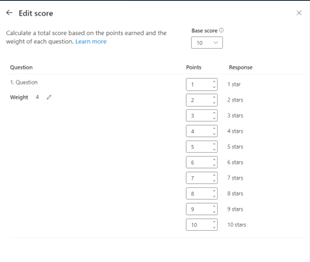 Edit score
Calculate a total score based on the points earned and the
weight of each question. Learn more
Base score
10
Question Points Response
1. Question
Weight 4
1 1 star
2 2 stars
3 3 stars
4 4 stars
5 5 stars
6 6 stars
7 7 stars
8 8 stars
9 9 stars
10 10 stars